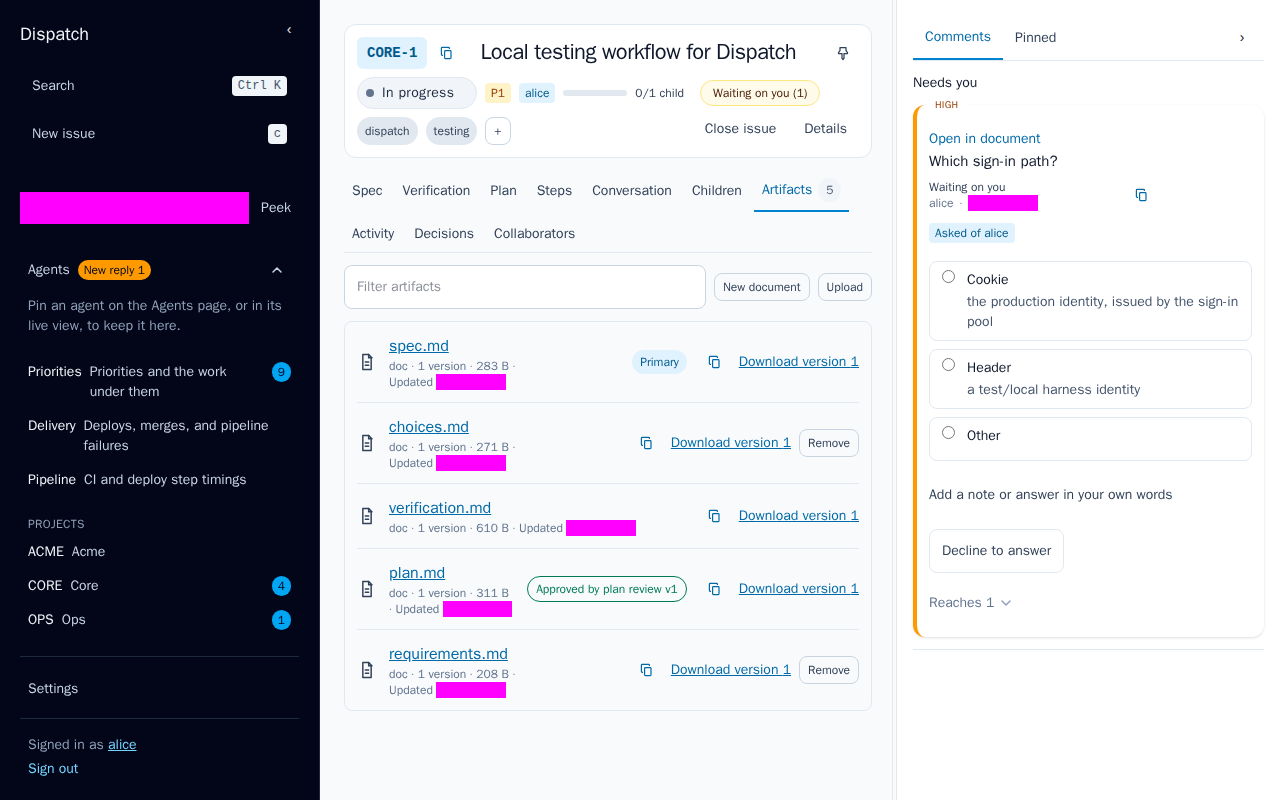 Dispatch
Search Ctrl K
New issue C
Peek
Agents New reply 1
Pin an agent on the Agents page, or in its
live view, to keep it here.
Priorities Priorities and the work
under them 9
Delivery Deploys, merges, and pipeline
failures
Pipeline CI and deploy step timings
PROJECTS
ACME Acme
CORE Core 4
OPS Ops 1
Settings
Signed in as alice
Sign out
CORE-1 Local testing workflow for Dispatch
In progress P1 alice 0/1 child Waiting on you (1)
dispatch testing + Close issue Details
Spec Verification Plan Steps Conversation Children Artifacts 5
Activity Decisions Collaborators
Filter artifacts New document Upload
spec.md
doc · 1 version · 283 B ·
Updated
Primary Download version 1
choices.md
doc · 1 version · 271 B ·
Updated
Download version 1 Remove
verification.md
doc · 1 version · 610 B · Updated
Download version 1
plan.md
doc · 1 version · 311 B
· Updated
Approved by plan review v1 Download version 1
requirements.md
doc · 1 version · 208 B ·
Updated
Download version 1 Remove
Comments Pinned
Needs you
HIGH
Open in document
Which sign-in path?
Waiting on you
alice ·
Asked of alice
Cookie
the production identity, issued by the sign-in
pool
Header
a test/local harness identity
Other
Add a note or answer in your own words
Decline to answer
Reaches 1